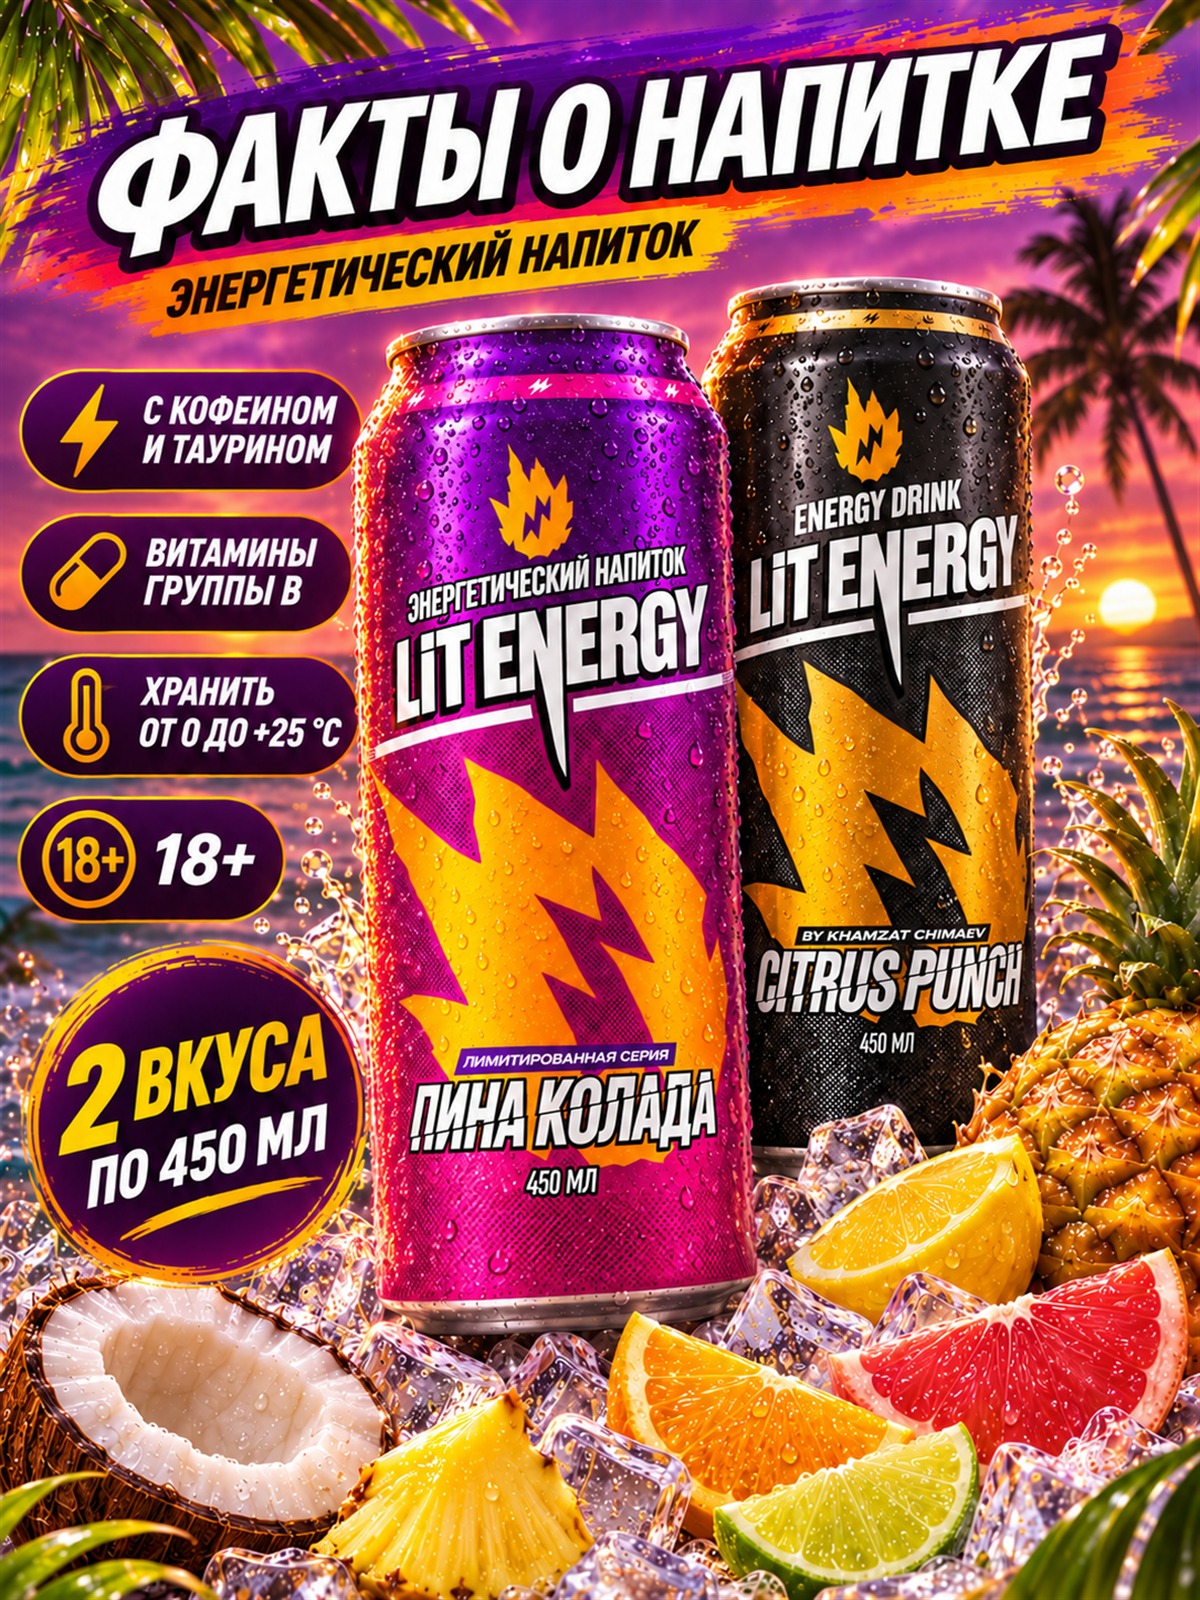 ФАКТЫ О НАПИТКЕ
ЭНЕРГЕТИЧЕСКИЙ НАПИТОК
С КОФЕИНОМ
И ТАУРИНОМ
ВИТАМИНЫ
ГРУППЫ В
ХРАНИТЬ
ОТ 0 ДО +25 °С
18+ 18+
2 ВКУСА
ПО 450 МЛ
ЭНЕРГЕТИЧЕСКИЙ НАПИТОК
LiT ENERGY
ЛИМИТИРОВАННАЯ СЕРИЯ
ПИНА КОЛАДА
450 МЛ
ENERGY DRINK
LiT ENERGY
BY KHAMZAT CHIMAEV
CITRUS PUNCH
450 МЛ